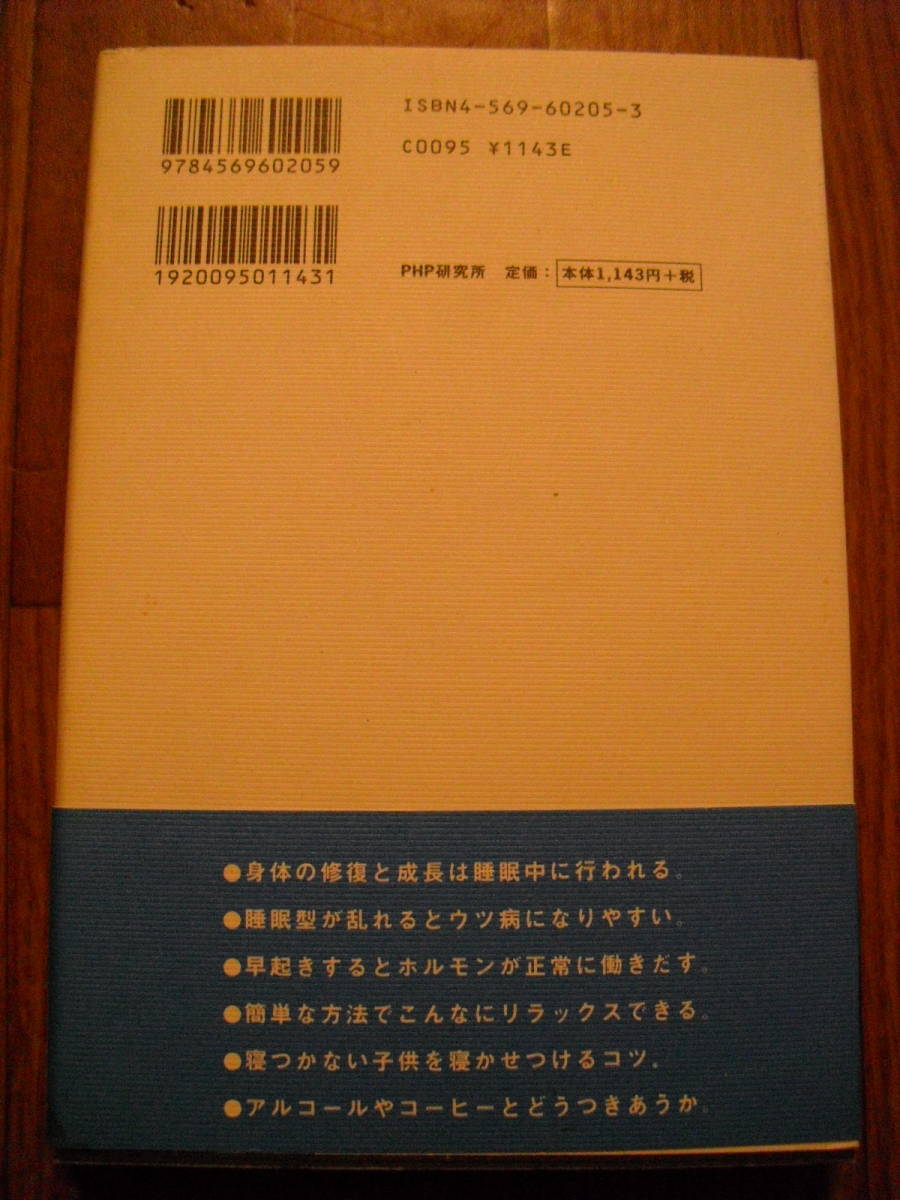 ISBN4-569-60205-3
9784569602059
C0095 ¥1143E
1920095011431
PHP研究所 定価：本体1,143円+税
●身体の修復と成長は睡眠中に行われる。
●睡眠型が乱れるとウツ病になりやすい。
●早起きするとホルモンが正常に働きだす。
●簡単な方法でこんなにリラックスできる。
●寝つかない子供を寝かせつけるコツ。
●アルコールやコーヒーとどうつきあうか。